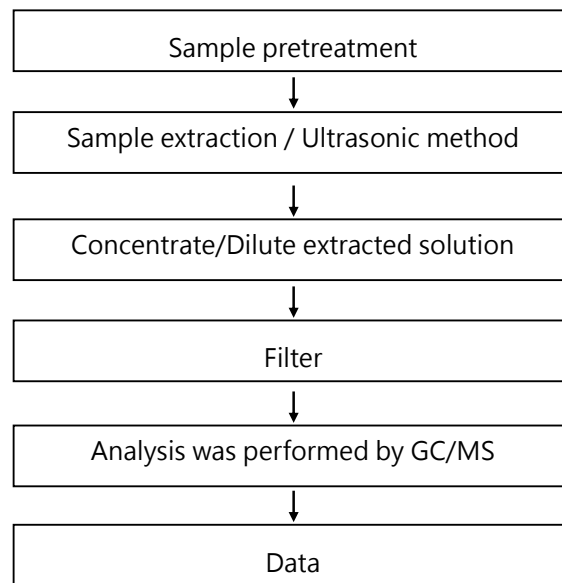 Sample pretreatment
Sample extraction / Ultrasonic method
Concentrate/Dilute extracted solution
Filter
Analysis was performed by GC/MS
Data